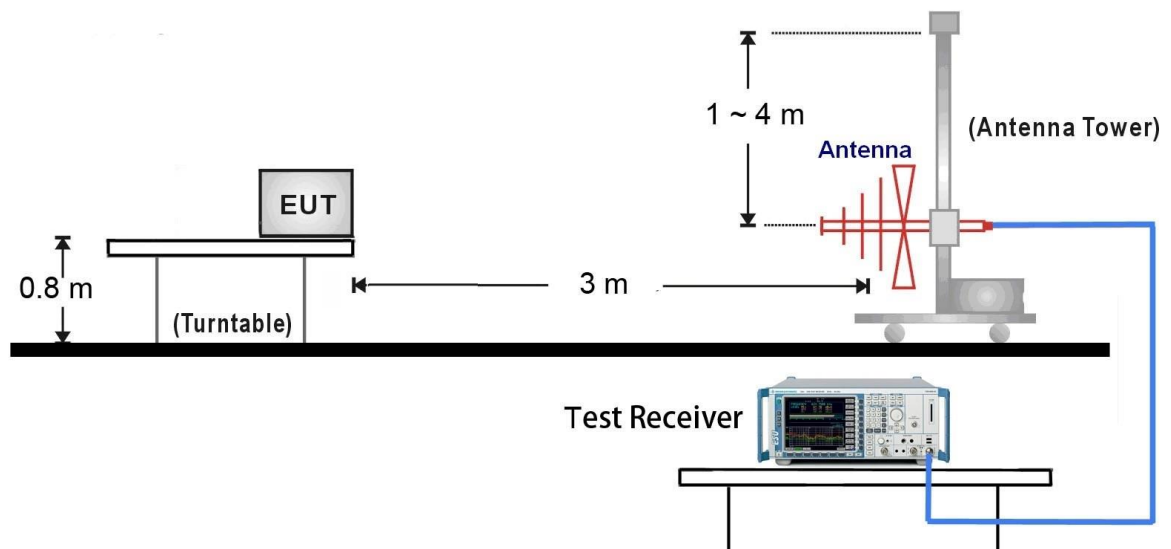 1 ~ 4 m
(Antenna Tower)
Antenna
EUT
0.8 m
3 m
(Turntable)
Test Receiver